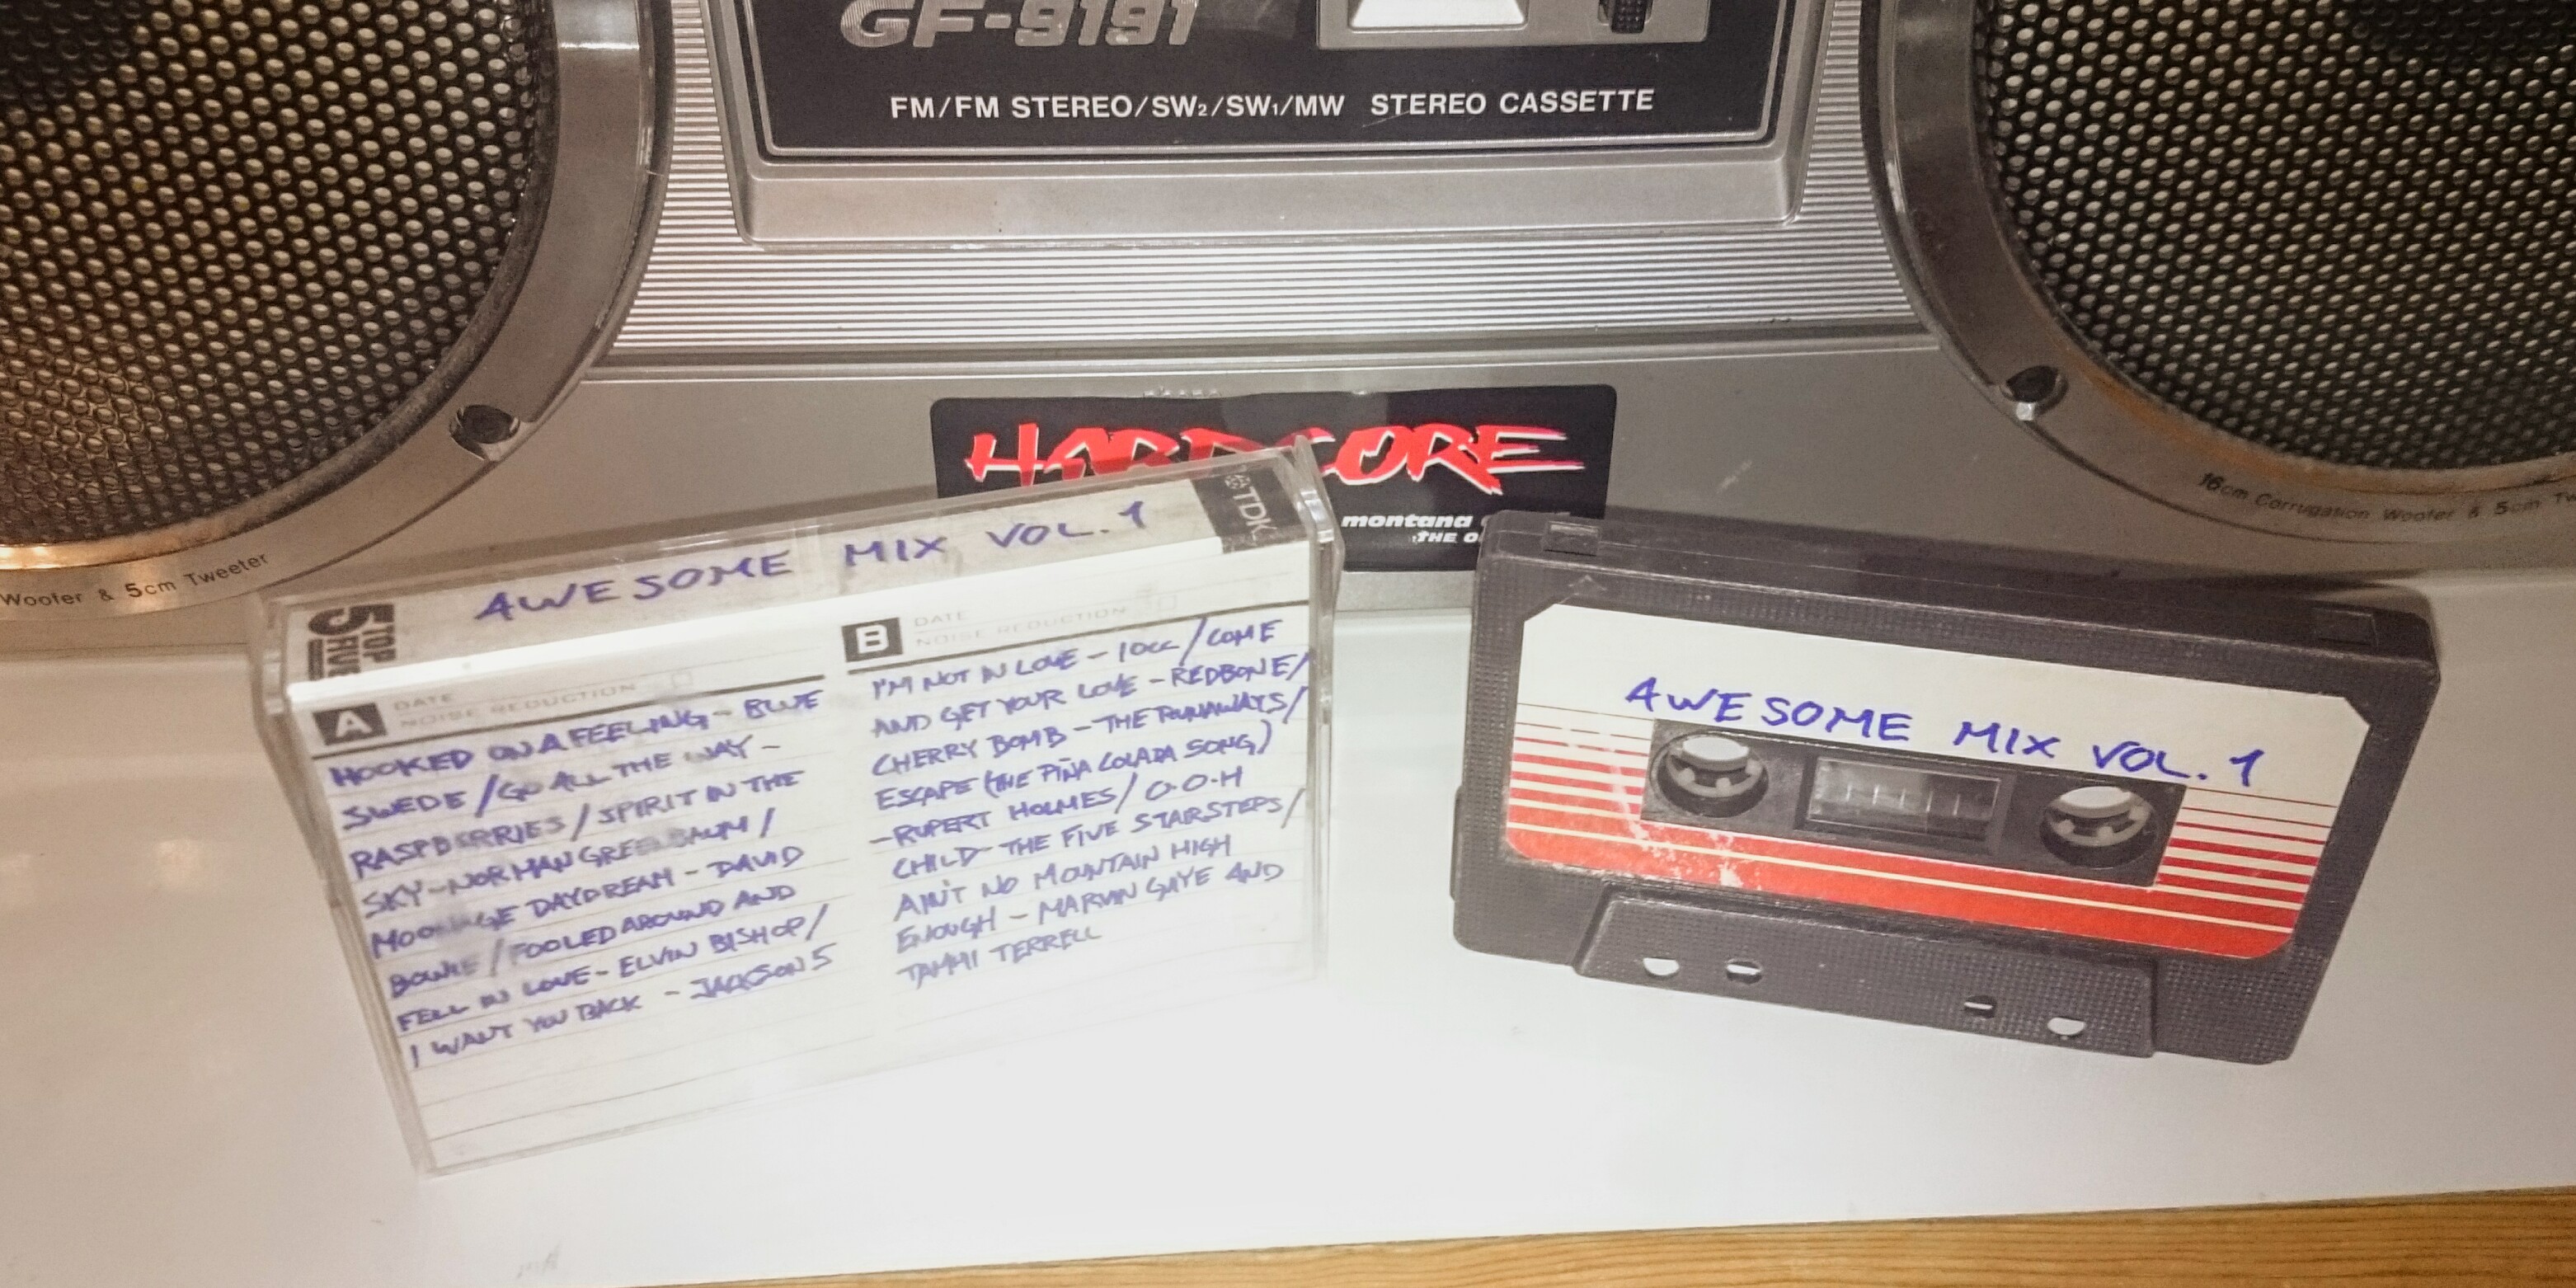 GF-9191
FM/FM STEREO/SW2/SW1/MW STEREO CASSETTE
Woofer & 5cm Tweeter
16cm Corrugation Woofer & 5cm
HARDCORE
montana
THE
AWESOME MIX VOL. 1
TDK
5 TOP FIVE
A DATE
NOISE REDUCTION
HOOKED ON A FEELING - BLUE
SWEDE / GO ALL THE WAY -
RASPBERRIES / SPIRIT IN THE
SKY - NORMAN GREENBAUM /
MOONAGE DAYDREAM - DAVID
BOWIE / FOOLED AROUND AND
FELL IN LOVE - ELVIN BISHOP /
I WANT YOU BACK - JACKSON 5
B DATE
NOISE REDUCTION
I'M NOT IN LOVE - 10cc / COME
AND GET YOUR LOVE - REDBONE /
CHERRY BOMB - THE RUNAWAYS /
ESCAPE (THE PIÑA COLADA SONG)
- RUPERT HOLMES / O-O-H
CHILD - THE FIVE STAIRSTEPS /
AIN'T NO MOUNTAIN HIGH
ENOUGH - MARVIN GAYE AND
TAMMI TERRELL
AWESOME MIX VOL. 1